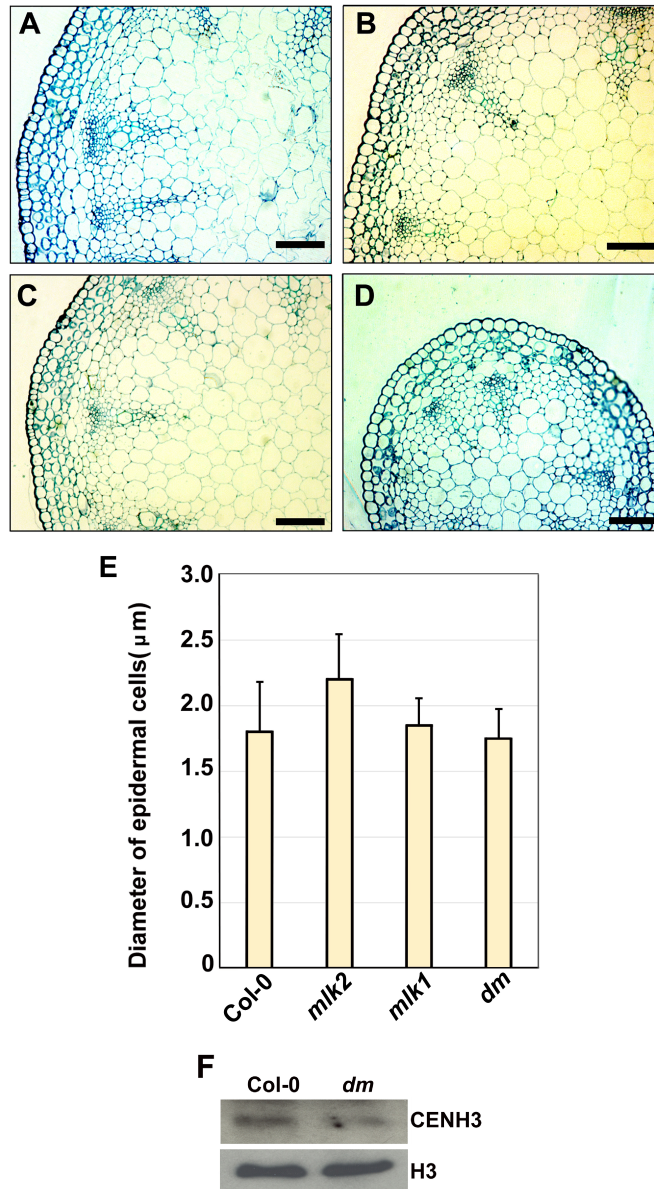 A
B
C
D
E
Diameter of epidermal cells( μm)
3.0
2.5
2.0
1.5
1.0
0.5
0
Col-0
mlk2
mlk1
dm
F
Col-0 dm
CENH3
H3